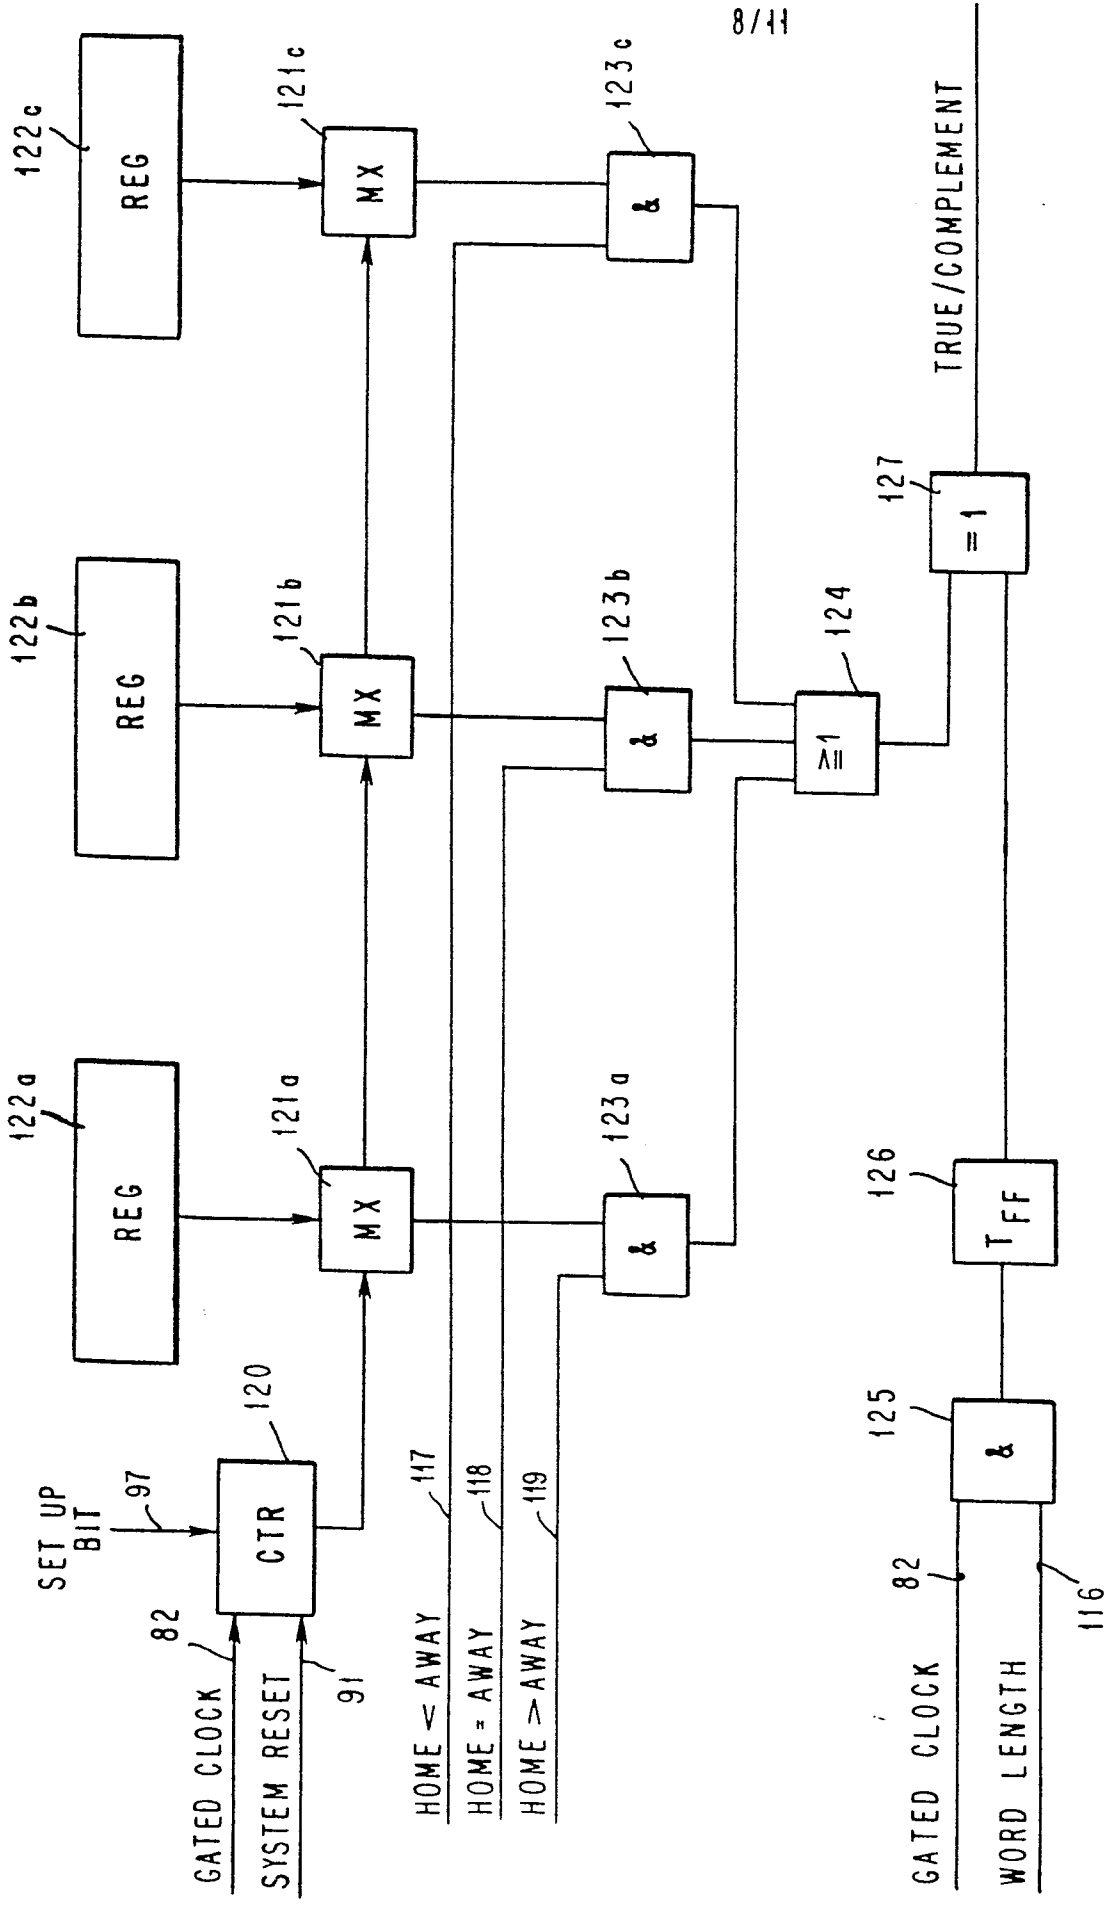 8/11
122a
122b
122c
REG
REG
REG
SET UP
BIT
97
120
121a
121b
121c
GATED CLOCK
82
CTR
MX
MX
MX
SYSTEM RESET
91
HOME < AWAY
117
HOME = AWAY
118
HOME > AWAY
119
123a
123b
123c
&
&
&
124
≥1
125
126
127
TRUE/COMPLEMENT
GATED CLOCK
82
&
T FF
= 1
WORD LENGTH
116